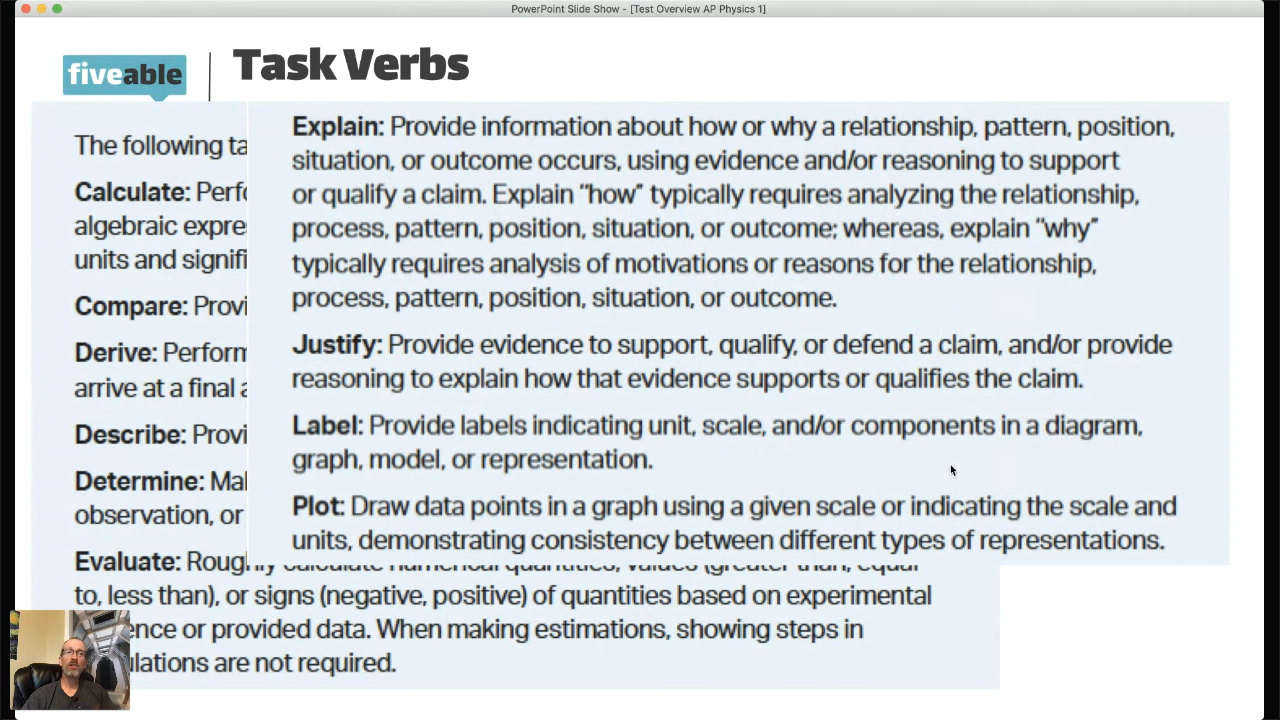 PowerPoint Slide Show - [Test Overview AP Physics 1]
fiveable
Task Verbs
The following ta
Calculate: Perfo
algebraic expre
units and signifi
Compare: Provi
Derive: Perform
arrive at a final a
Describe: Provi
Determine: Mal
observation, or
Evaluate: Roughly calculate numerical quantities, values (greater than, equal
to, less than), or signs (negative, positive) of quantities based on experimental
ence or provided data. When making estimations, showing steps in
ulations are not required.
Explain: Provide information about how or why a relationship, pattern, position,
situation, or outcome occurs, using evidence and/or reasoning to support
or qualify a claim. Explain “how” typically requires analyzing the relationship,
process, pattern, position, situation, or outcome; whereas, explain “why”
typically requires analysis of motivations or reasons for the relationship,
process, pattern, position, situation, or outcome.
Justify: Provide evidence to support, qualify, or defend a claim, and/or provide
reasoning to explain how that evidence supports or qualifies the claim.
Label: Provide labels indicating unit, scale, and/or components in a diagram,
graph, model, or representation.
Plot: Draw data points in a graph using a given scale or indicating the scale and
units, demonstrating consistency between different types of representations.